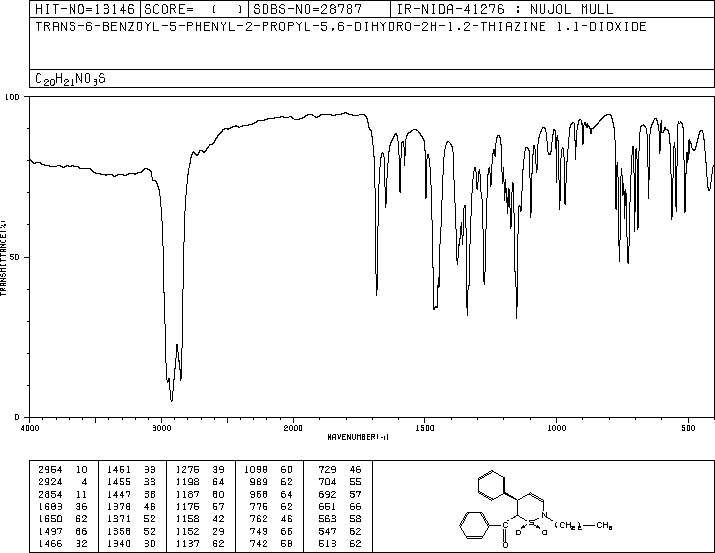 HIT-NO=13146 SCORE= ( ) SDBS-NO=28787 IR-NIDA-41276 : NUJOL MULL
TRANS-6-BENZOYL-5-PHENYL-2-PROPYL-5,6-DIHYDRO-2H-1.2-THIAZINE 1.1-DIOXIDE
C20H21NO3S
100
50
0
TRANSMITTANCE(%)
4000 3000 2000 1500 1000 500
WAVENUMBER(-1)
2954 10 1461 33 1276 39 1098 60 729 46
2924 4 1455 33 1198 64 989 62 704 55
2854 11 1447 36 1187 60 968 64 692 57
1683 36 1378 46 1175 57 776 62 651 66
1650 62 1371 52 1158 42 762 46 563 58
1497 66 1358 52 1152 29 749 66 547 62
1466 32 1340 30 1137 62 742 58 513 62